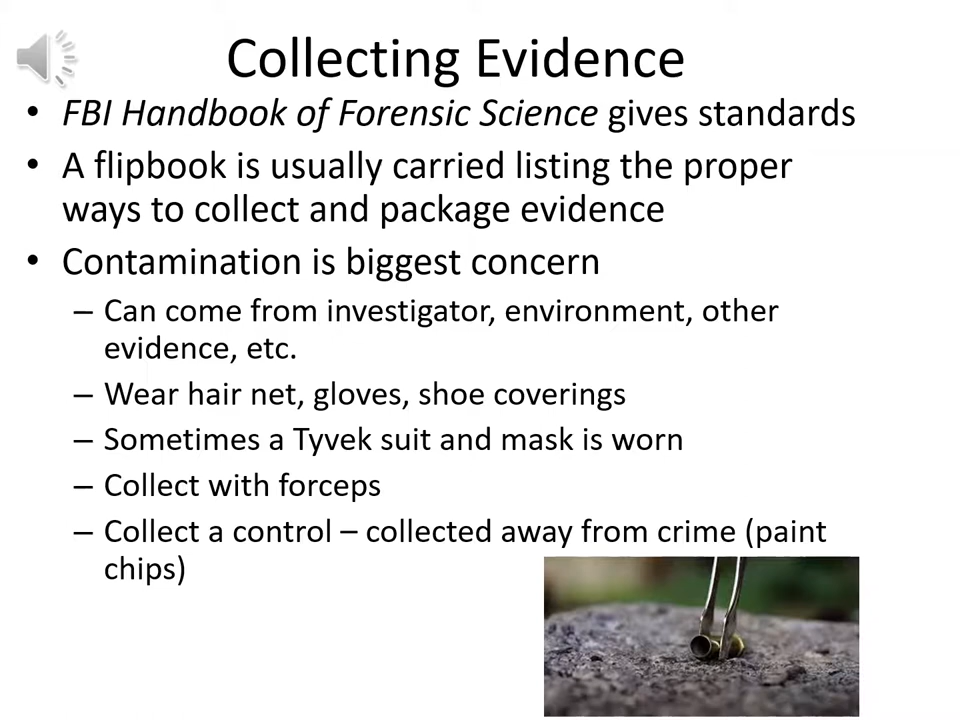 Collecting Evidence
• FBI Handbook of Forensic Science gives standards
• A flipbook is usually carried listing the proper
ways to collect and package evidence
• Contamination is biggest concern
– Can come from investigator, environment, other
evidence, etc.
– Wear hair net, gloves, shoe coverings
– Sometimes a Tyvek suit and mask is worn
– Collect with forceps
– Collect a control – collected away from crime (paint
chips)